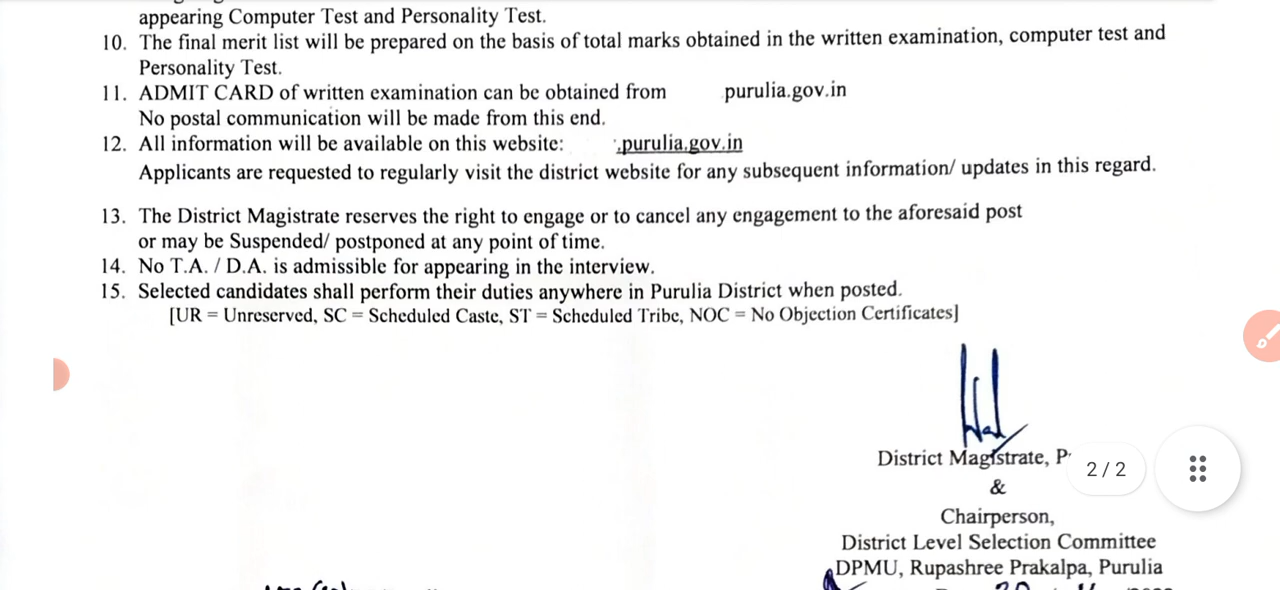 appearing Computer Test and Personality Test.
10. The final merit list will be prepared on the basis of total marks obtained in the written examination, computer test and
Personality Test.
11. ADMIT CARD of written examination can be obtained from purulia.gov.in
No postal communication will be made from this end.
12. All information will be available on this website: .purulia.gov.in
Applicants are requested to regularly visit the district website for any subsequent information/ updates in this regard.
13. The District Magistrate reserves the right to engage or to cancel any engagement to the aforesaid post
or may be Suspended/ postponed at any point of time.
14. No T.A. / D.A. is admissible for appearing in the interview.
15. Selected candidates shall perform their duties anywhere in Purulia District when posted.
[UR = Unreserved, SC = Scheduled Caste, ST = Scheduled Tribe, NOC = No Objection Certificates]
District Magistrate, P
2 / 2
&
Chairperson,
District Level Selection Committee
DPMU, Rupashree Prakalpa, Purulia